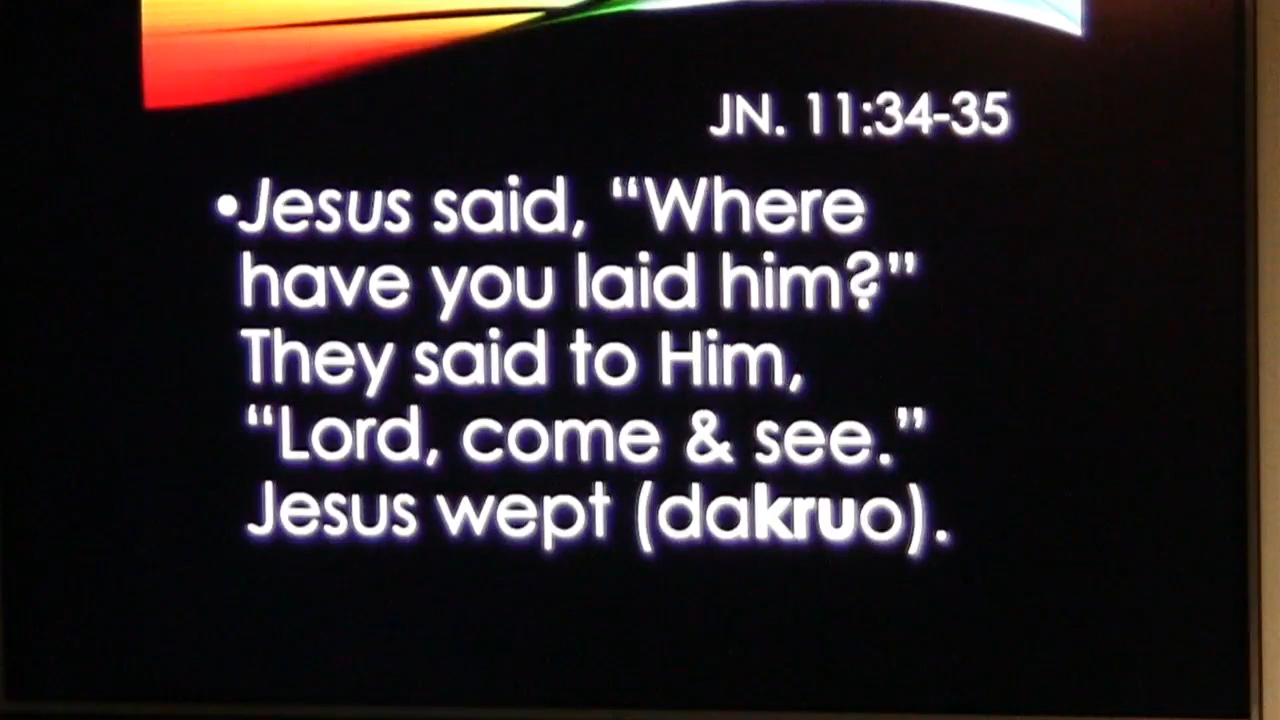 JN. 11:34-35
•Jesus said, “Where
have you laid him?”
They said to Him,
“Lord, come & see.”
Jesus wept (dakruo).